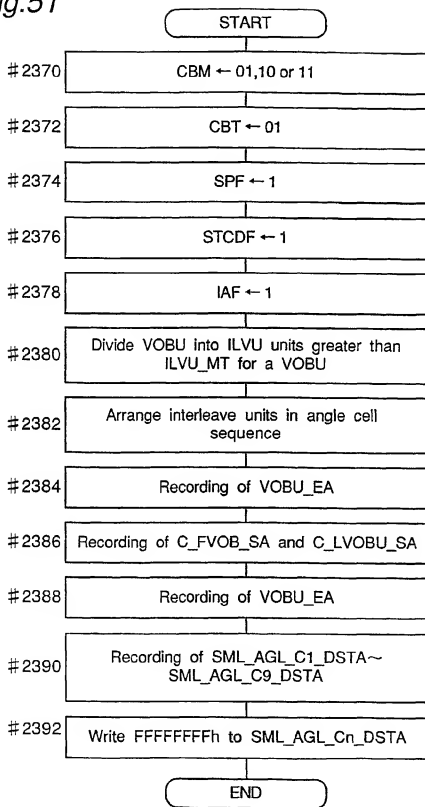 Fig.51
START
#2370 CBM ← 01,10 or 11
#2372 CBT ← 01
#2374 SPF ← 1
#2376 STCDF ← 1
#2378 IAF ← 1
#2380 Divide VOBU into ILVU units greater than
ILVU_MT for a VOBU
#2382 Arrange interleave units in angle cell
sequence
#2384 Recording of VOBU_EA
#2386 Recording of C_FVOB_SA and C_LVOBU_SA
#2388 Recording of VOBU_EA
#2390 Recording of SML_AGL_C1_DSTA~
SML_AGL_C9_DSTA
#2392 Write FFFFFFFFh to SML_AGL_Cn_DSTA
END